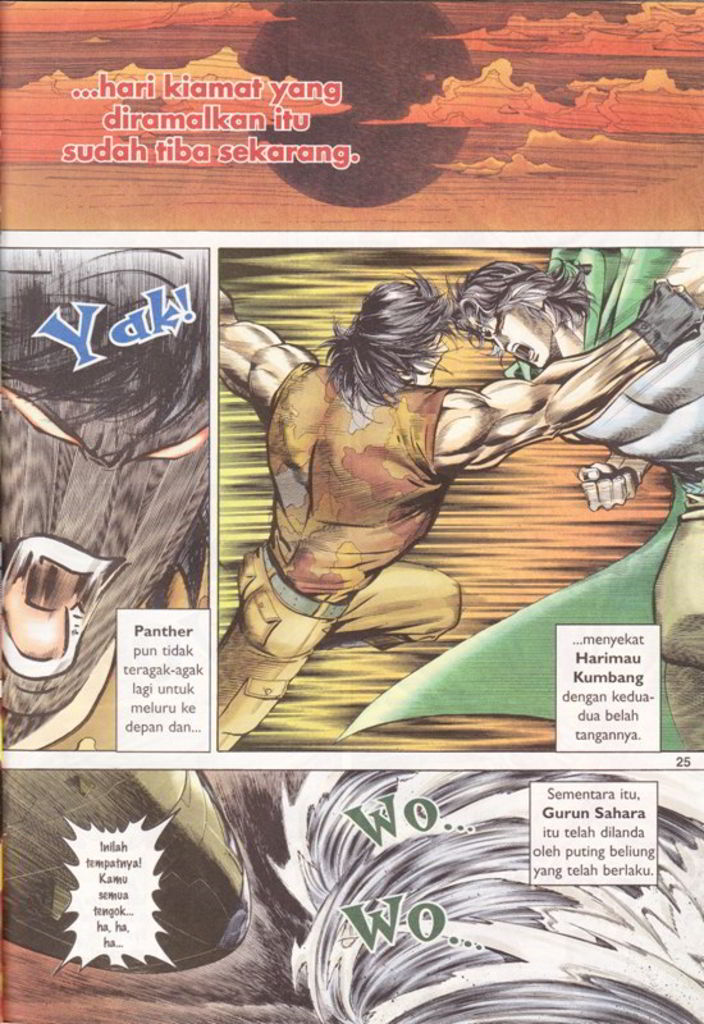 ...hari kiamat yang
diramalkan itu
sudah tiba sekarang.
Yak!
Panther
pun tidak
teragak-agak
lagi untuk
meluru ke
depan dan...
...menyekat
Harimau
Kumbang
dengan kedua-
dua belah
tangannya.
25
Inilah
tempatnya!
Kamu
semua
tengok...
ha, ha,
ha...
Wo...
Wo...
Sementara itu,
Gurun Sahara
itu telah dilanda
oleh puting beliung
yang telah berlaku.